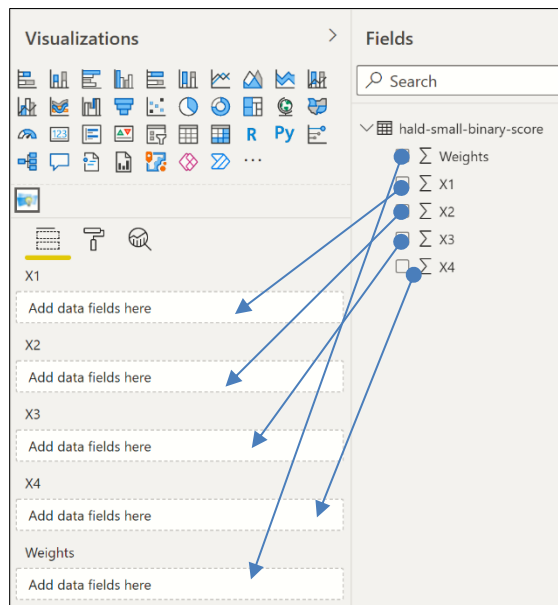 Visualizations
Fields
Search
123
R
Py
hald-small-binary-score
Weights
X1
X2
X3
X4
X1
Add data fields here
X2
Add data fields here
X3
Add data fields here
X4
Add data fields here
Weights
Add data fields here